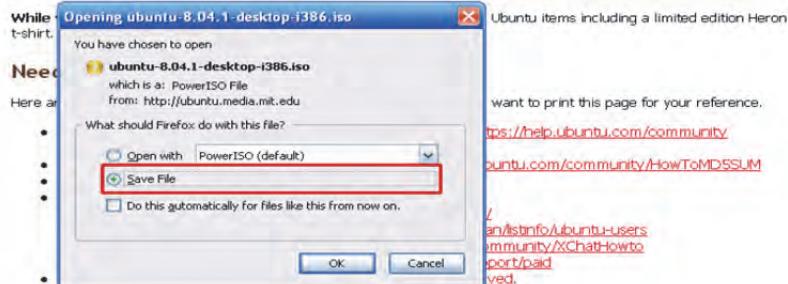 While
Opening ubuntu-8.04.1-desktop-i386.iso
Ubuntu items including a limited edition Heron
t-shirt.
You have chosen to open
ubuntu-8.04.1-desktop-i386.iso
which is a: PowerISO File
from: http://ubuntu.media.mit.edu
Need
Here
want to print this page for your reference.
What should Firefox do with this file?
tps://help.ubuntu.com/community
Open with PowerISO (default)
buntu.com/community/HowToMD5SUM
Save File
Do this automatically for files like this from now on.
an/listinfo/ubuntu-users
mmunity/XChatHowto
OK Cancel
port/paid
ved.